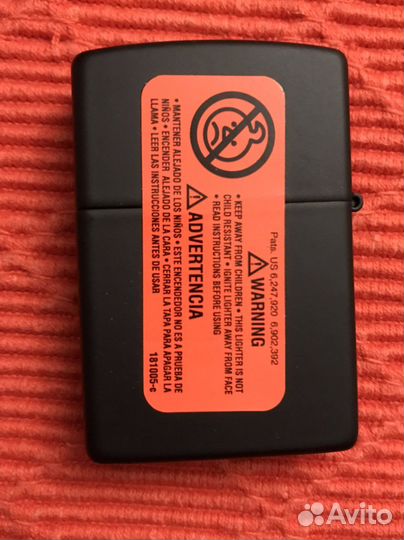 Pats. US 6,247,920 6,902,392
WARNING
• KEEP AWAY FROM CHILDREN • THIS LIGHTER IS NOT
CHILD RESISTANT • IGNITE LIGHTER AWAY FROM FACE
• READ INSTRUCTIONS BEFORE USING
ADVERTENCIA
• MANTENER ALEJADO DE LOS NIÑOS • ESTE ENCENDEDOR NO ES A PRUEBA DE
NIÑOS • ENCENDER ALEJADO DE LA CARA • CERRAR LA TAPA PARA APAGAR LA
LLAMA • LEER LAS INSTRUCCIONES ANTES DE USAR
181005-c
Avito